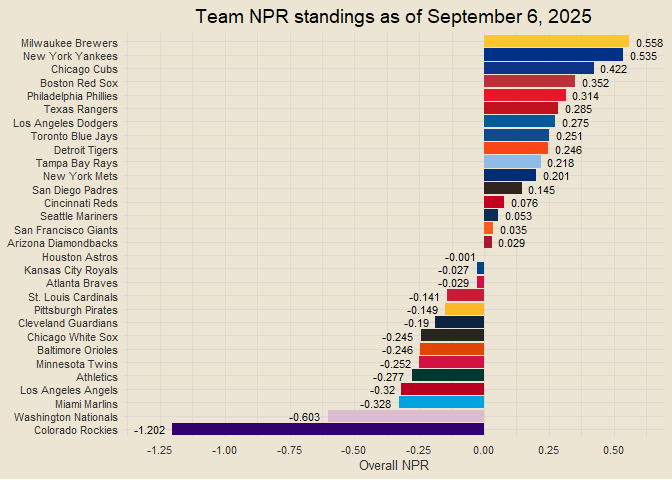 Team NPR standings as of September 6, 2025
Milwaukee Brewers 0.558
New York Yankees 0.535
Chicago Cubs 0.422
Boston Red Sox 0.352
Philadelphia Phillies 0.314
Texas Rangers 0.285
Los Angeles Dodgers 0.275
Toronto Blue Jays 0.251
Detroit Tigers 0.246
Tampa Bay Rays 0.218
New York Mets 0.201
San Diego Padres 0.145
Cincinnati Reds 0.076
Seattle Mariners 0.053
San Francisco Giants 0.035
Arizona Diamondbacks 0.029
Houston Astros -0.001
Kansas City Royals -0.027
Atlanta Braves -0.029
St. Louis Cardinals -0.141
Pittsburgh Pirates -0.149
Cleveland Guardians -0.19
Chicago White Sox -0.245
Baltimore Orioles -0.246
Minnesota Twins -0.252
Athletics -0.277
Los Angeles Angels -0.32
Miami Marlins -0.328
Washington Nationals -0.603
Colorado Rockies -1.202
-1.25 -1.00 -0.75 -0.50 -0.25 0.00 0.25 0.50
Overall NPR